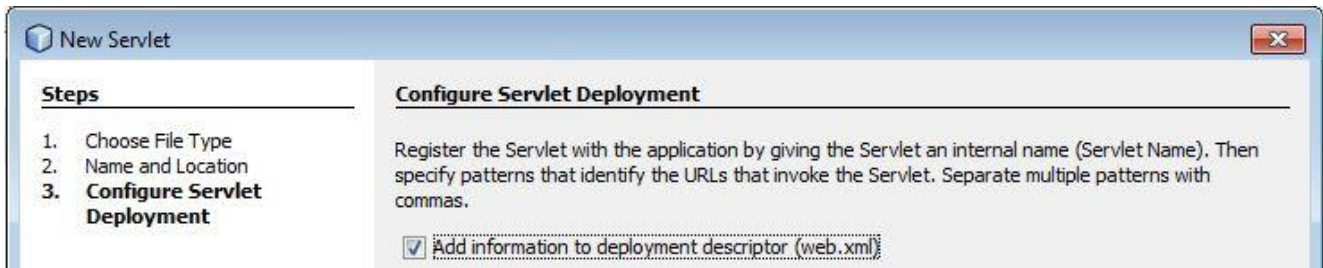 New Servlet
Steps
1. Choose File Type
2. Name and Location
3. Configure Servlet
Deployment
Configure Servlet Deployment
Register the Servlet with the application by giving the Servlet an internal name (Servlet Name). Then
specify patterns that identify the URLs that invoke the Servlet. Separate multiple patterns with
commas.
Add information to deployment descriptor (web.xml)